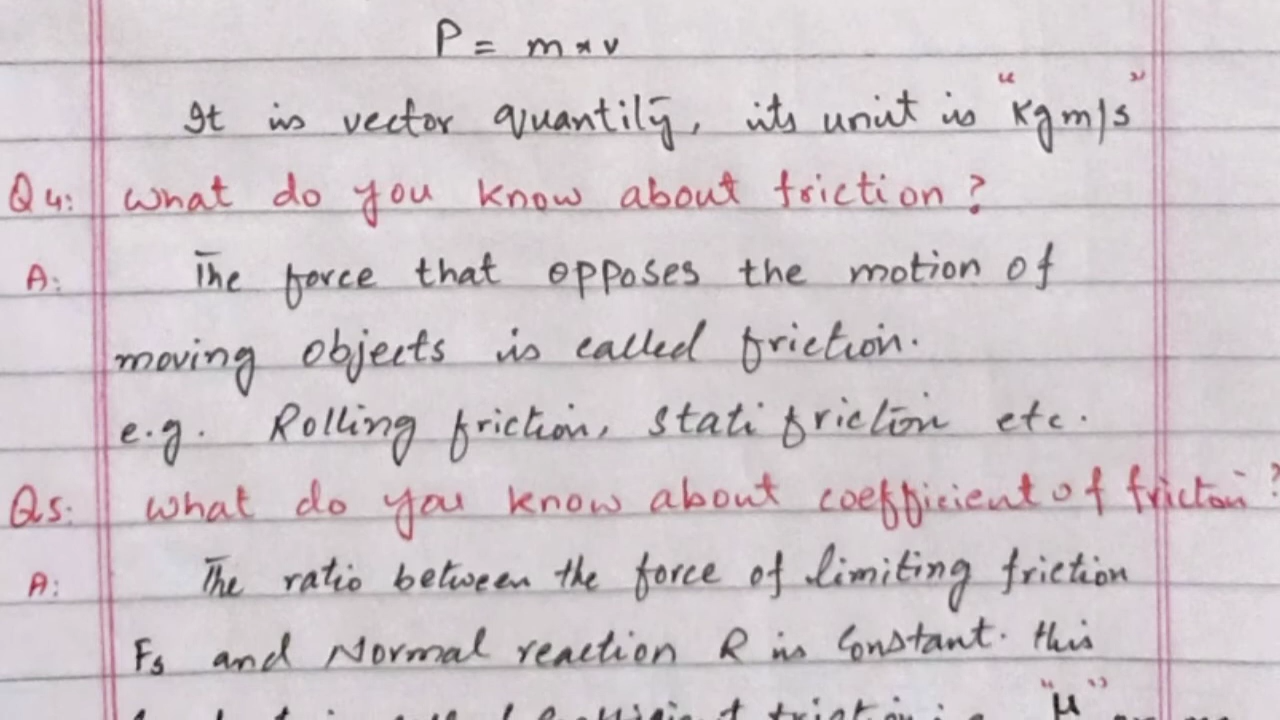 P = m × v
It is vector quantity, its unit is "Kgm/s"
Q4: What do you know about friction?
A: The force that opposes the motion of
moving objects is called friction.
e.g. Rolling friction, stati friction etc.
Q5: What do you know about coefficient of friction?
A: The ratio between the force of limiting friction
Fs and Normal reaction R is Constant. this
"μ"